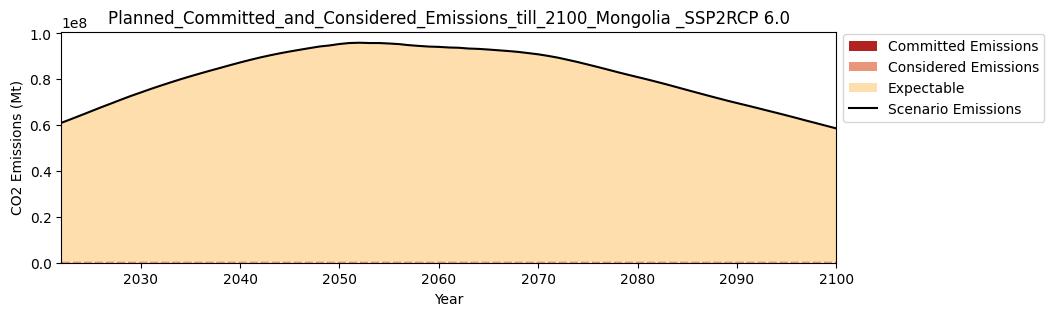 Planned_Committed_and_Considered_Emissions_till_2100_Mongolia _SSP2RCP 6.0
1e8
1.0
0.8
0.6
0.4
0.2
0.0
CO2 Emissions (Mt)
2030 2040 2050 2060 2070 2080 2090 2100
Year
Committed Emissions
Considered Emissions
Expectable
Scenario Emissions